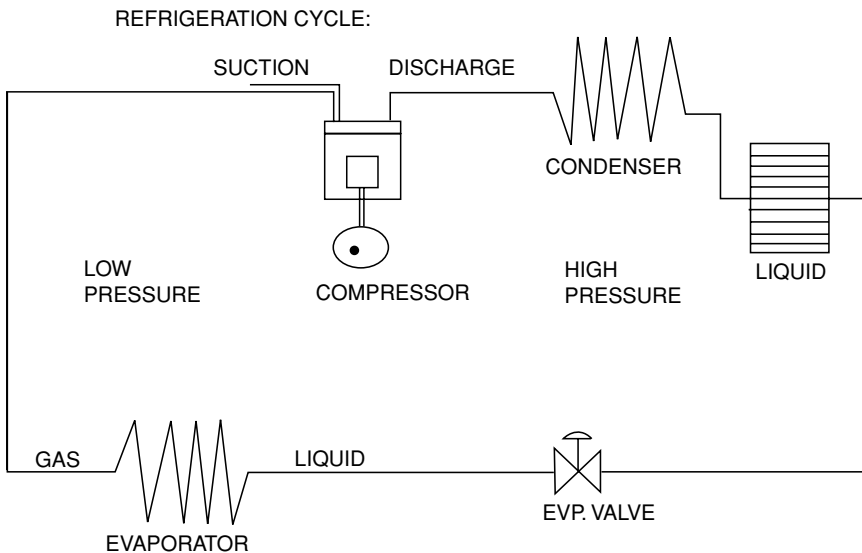 REFRIGERATION CYCLE:
SUCTION
DISCHARGE
CONDENSER
LIQUID
LOW
PRESSURE
COMPRESSOR
HIGH
PRESSURE
GAS
LIQUID
EVP. VALVE
EVAPORATOR